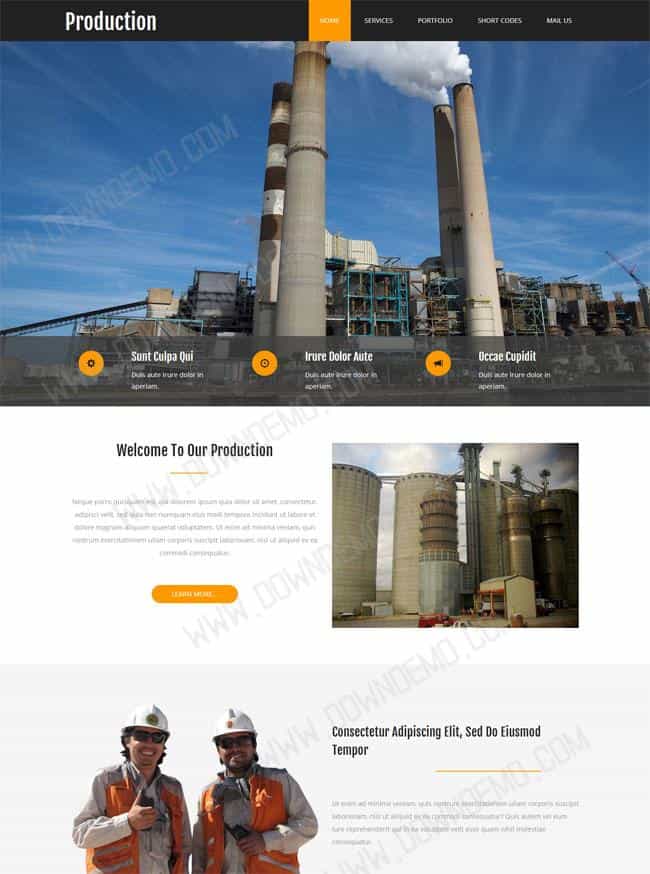 Production
HOME SERVICES PORTFOLIO SHORT CODES MAIL US
Sunt Culpa Qui
Duis aute irure dolor in
aperiam.
Irure Dolor Aute
Duis aute irure dolor in
aperiam.
Occae Cupidit
Duis aute irure dolor in
aperiam.
Welcome To Our Production
Neque porro quisquam est, qui dolorem ipsum quia dolor sit amet, consectetur,
adipisci velit, sed quia non numquam eius modi tempora incidunt ut labore et
dolore magnam aliquam quaerat voluptatem. Ut enim ad minima veniam, quis
nostrum exercitationem ullam corporis suscipit laboriosam, nisi ut aliquid ex ea
commodi consequatur.
LEARN MORE
Consectetur Adipiscing Elit, Sed Do Eiusmod
Tempor
Ut enim ad minima veniam, quis nostrum exercitationem ullam corporis suscipit
laboriosam, nisi ut aliquid ex ea commodi consequatur? Quis autem vel eum
iure reprehenderit qui in ea voluptate velit esse quam nihil molestiae
consequatur.
WWW.DOWNDEMO.COM
WWW.DOWNDEMO.COM
WWW.DOWNDEMO.COM
WWW.DOWNDEMO.COM